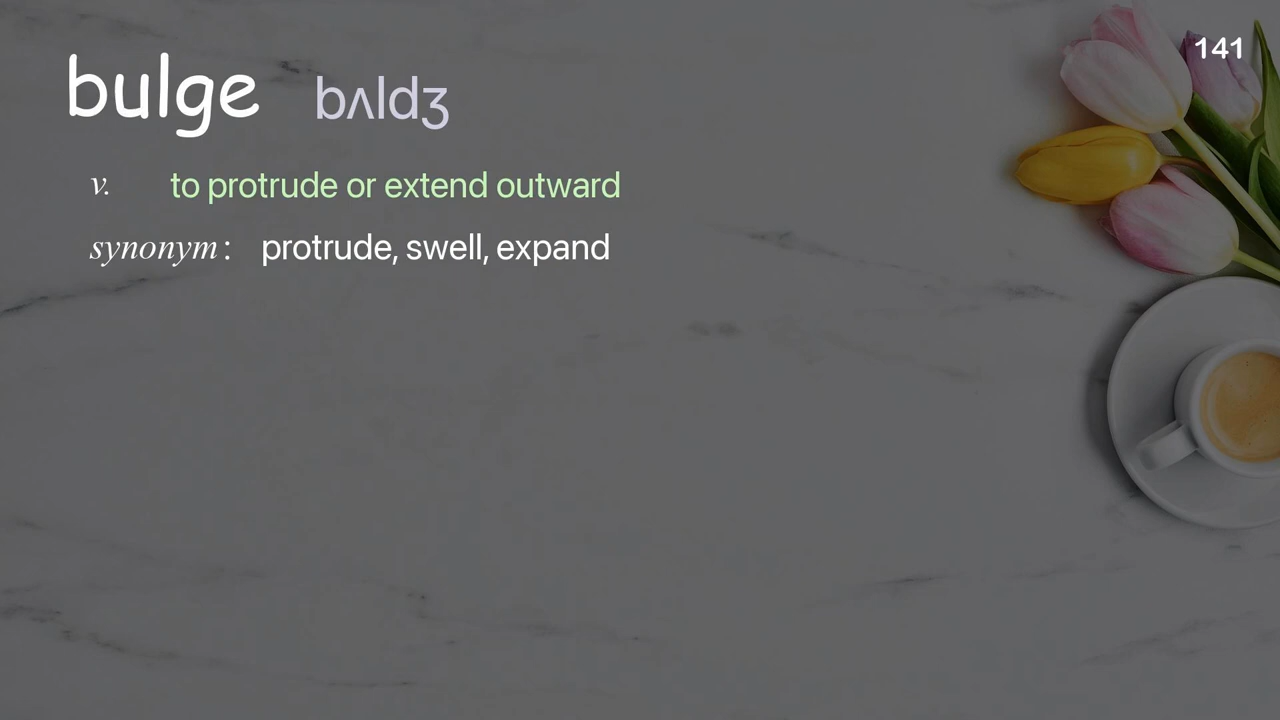 141
bulge bʌldʒ
v. to protrude or extend outward
synonym: protrude, swell, expand